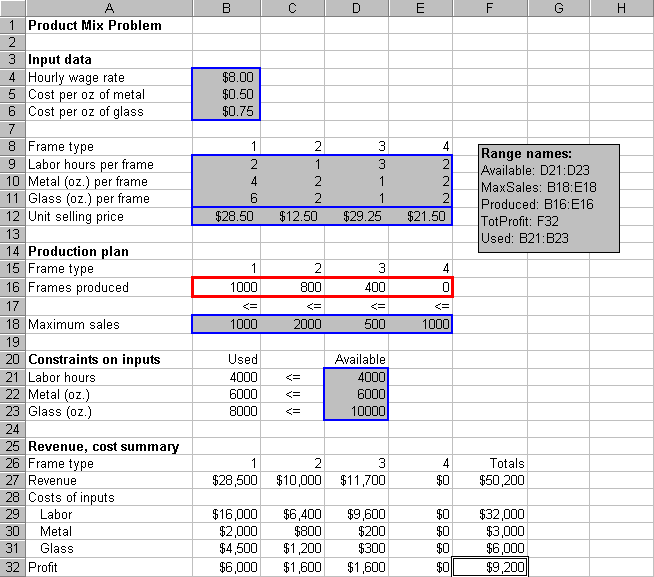 A B C D E F G H
1 Product Mix Problem
2
3 Input data
4 Hourly wage rate $8.00
5 Cost per oz of metal $0.50
6 Cost per oz of glass $0.75
7
8 Frame type 1 2 3 4
9 Labor hours per frame 2 1 3 2
10 Metal (oz.) per frame 4 2 1 2
11 Glass (oz.) per frame 6 2 1 2
12 Unit selling price $28.50 $12.50 $29.25 $21.50
Range names:
Available: D21:D23
MaxSales: B18:E18
Produced: B16:E16
TotProfit: F32
Used: B21:B23
13
14 Production plan
15 Frame type 1 2 3 4
16 Frames produced 1000 800 400 0
17 <= <= <= <=
18 Maximum sales 1000 2000 500 1000
19
20 Constraints on inputs Used Available
21 Labor hours 4000 <= 4000
22 Metal (oz.) 6000 <= 6000
23 Glass (oz.) 8000 <= 10000
24
25 Revenue, cost summary
26 Frame type 1 2 3 4 Totals
27 Revenue $28,500 $10,000 $11,700 $0 $50,200
28 Costs of inputs
29 Labor $16,000 $6,400 $9,600 $0 $32,000
30 Metal $2,000 $800 $200 $0 $3,000
31 Glass $4,500 $1,200 $300 $0 $6,000
32 Profit $6,000 $1,600 $1,600 $0 $9,200